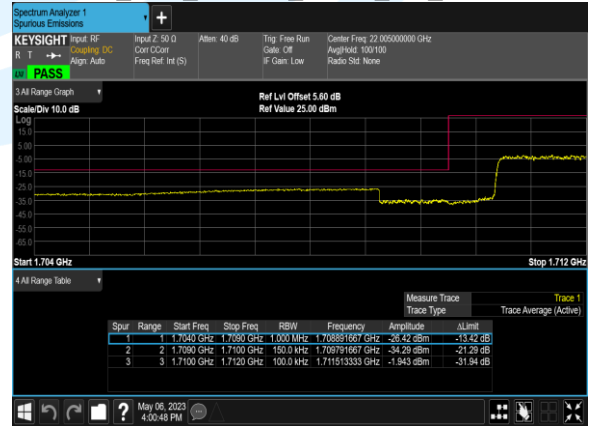 Spectrum Analyzer 1
Spurious Emissions
KEYSIGHT Input: RF Input Z: 50 Ω Atten: 40 dB Trig: Free Run Center Freq: 22.005000000 GHz
R T Coupling: DC Corr CCorr Gate: Off Avg|Hold: 100/100
Align: Auto Freq Ref: Int (S) IF Gain: Low Radio Std: None
PASS
3 All Range Graph
Ref Lvl Offset 5.60 dB
Scale/Div 10.0 dB Ref Value 25.00 dBm
Log
15.0
5.00
-5.00
-15.0
-25.0
-35.0
-45.0
-55.0
-65.0
Start 1.704 GHz Stop 1.712 GHz
4 All Range Table
Measure Trace Trace 1
Trace Type Trace Average (Active)
Spur Range Start Freq Stop Freq RBW Frequency Amplitude ΔLimit
1 1 1.7040 GHz 1.7090 GHz 1.000 MHz 1.708891667 GHz -26.42 dBm -13.42 dB
2 2 1.7090 GHz 1.7100 GHz 150.0 kHz 1.709791667 GHz -34.29 dBm -21.29 dB
3 3 1.7100 GHz 1.7120 GHz 100.0 kHz 1.711513333 GHz -1.943 dBm -31.94 dB
? May 06, 2023
4:00:48 PM